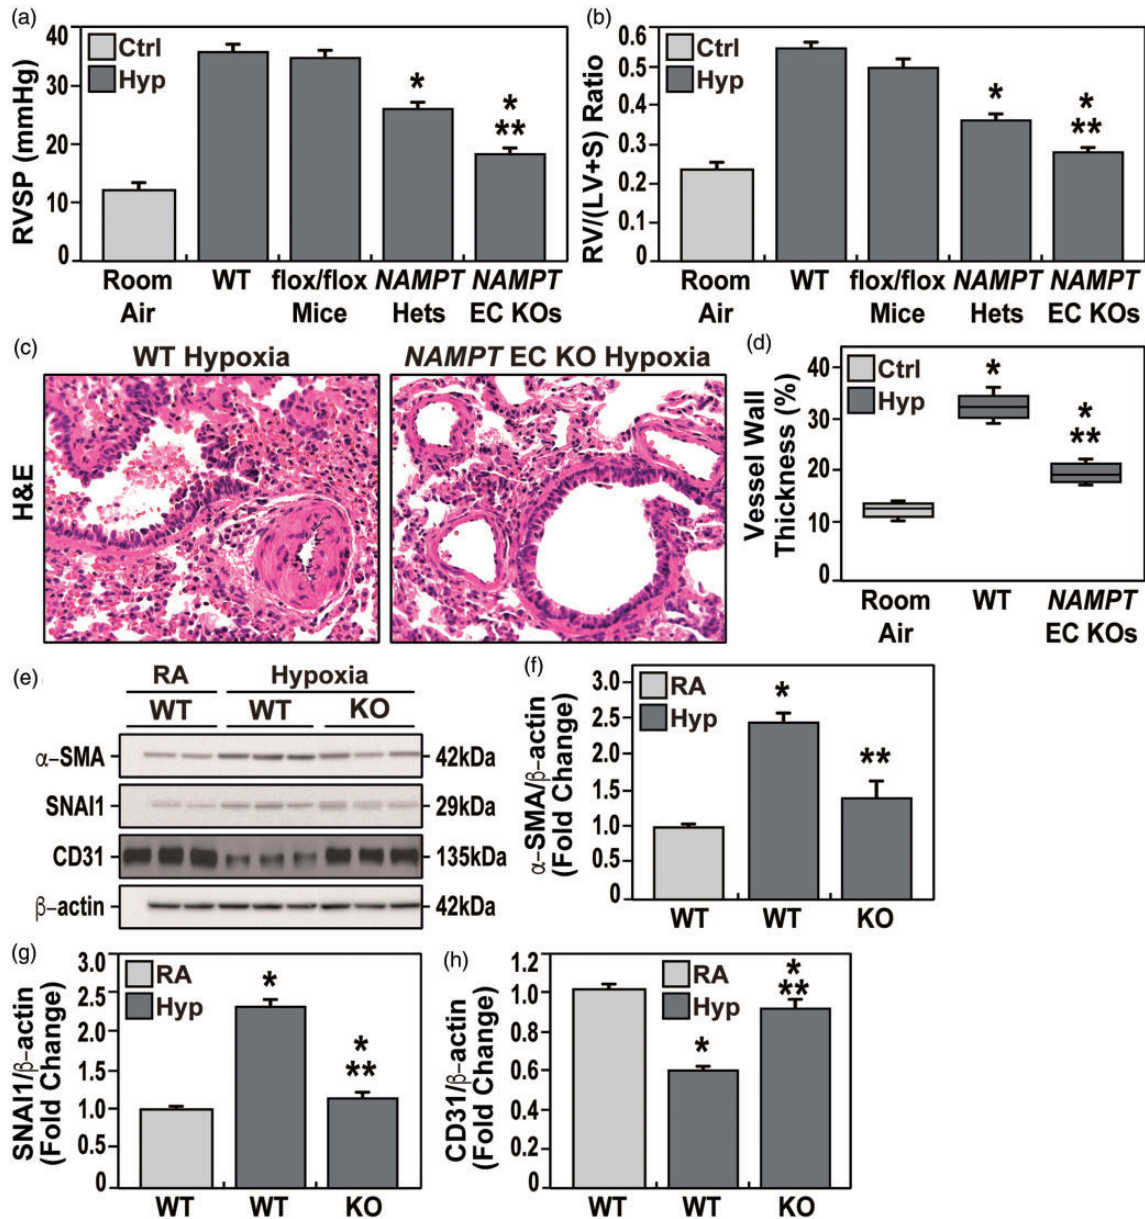 (a)
RVSP (mmHg)
40
30
20
10
0
Ctrl
Hyp
*
*
**
Room Air
WT
flox/flox Mice
NAMPT Hets
NAMPT EC KOs
(b)
RV/(LV+S) Ratio
0.6
0.5
0.4
0.3
0.2
0.1
0
Ctrl
Hyp
*
*
**
Room Air
WT
flox/flox Mice
NAMPT Hets
NAMPT EC KOs
(c)
WT Hypoxia
NAMPT EC KO Hypoxia
H&E
(d)
Vessel Wall
Thickness (%)
40
30
20
10
0
Ctrl
Hyp
*
*
**
Room Air
WT
NAMPT EC KOs
(e)
RA
Hypoxia
WT
WT
KO
α-SMA
42kDa
SNAI1
29kDa
CD31
135kDa
β-actin
42kDa
(f)
α-SMA/β-actin
(Fold Change)
3.0
2.5
2.0
1.5
1.0
0.5
0
RA
Hyp
*
**
WT
WT
KO
(g)
SNAI1/β-actin
(Fold Change)
3.0
2.5
2.0
1.5
1.0
0.5
0
RA
Hyp
*
*
**
WT
WT
KO
(h)
CD31/β-actin
(Fold Change)
1.2
1.0
0.8
0.6
0.4
0.2
0
RA
Hyp
*
*
**
WT
WT
KO